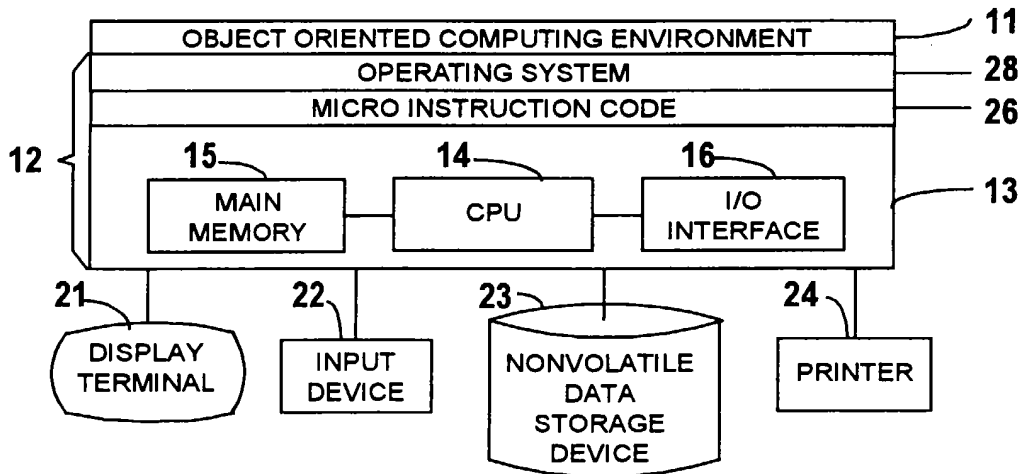 OBJECT ORIENTED COMPUTING ENVIRONMENT
11
OPERATING SYSTEM
28
MICRO INSTRUCTION CODE
26
12
15
14
16
13
MAIN
MEMORY
CPU
I/O
INTERFACE
21
22
23
24
DISPLAY
TERMINAL
INPUT
DEVICE
NONVOLATILE
DATA
STORAGE
DEVICE
PRINTER